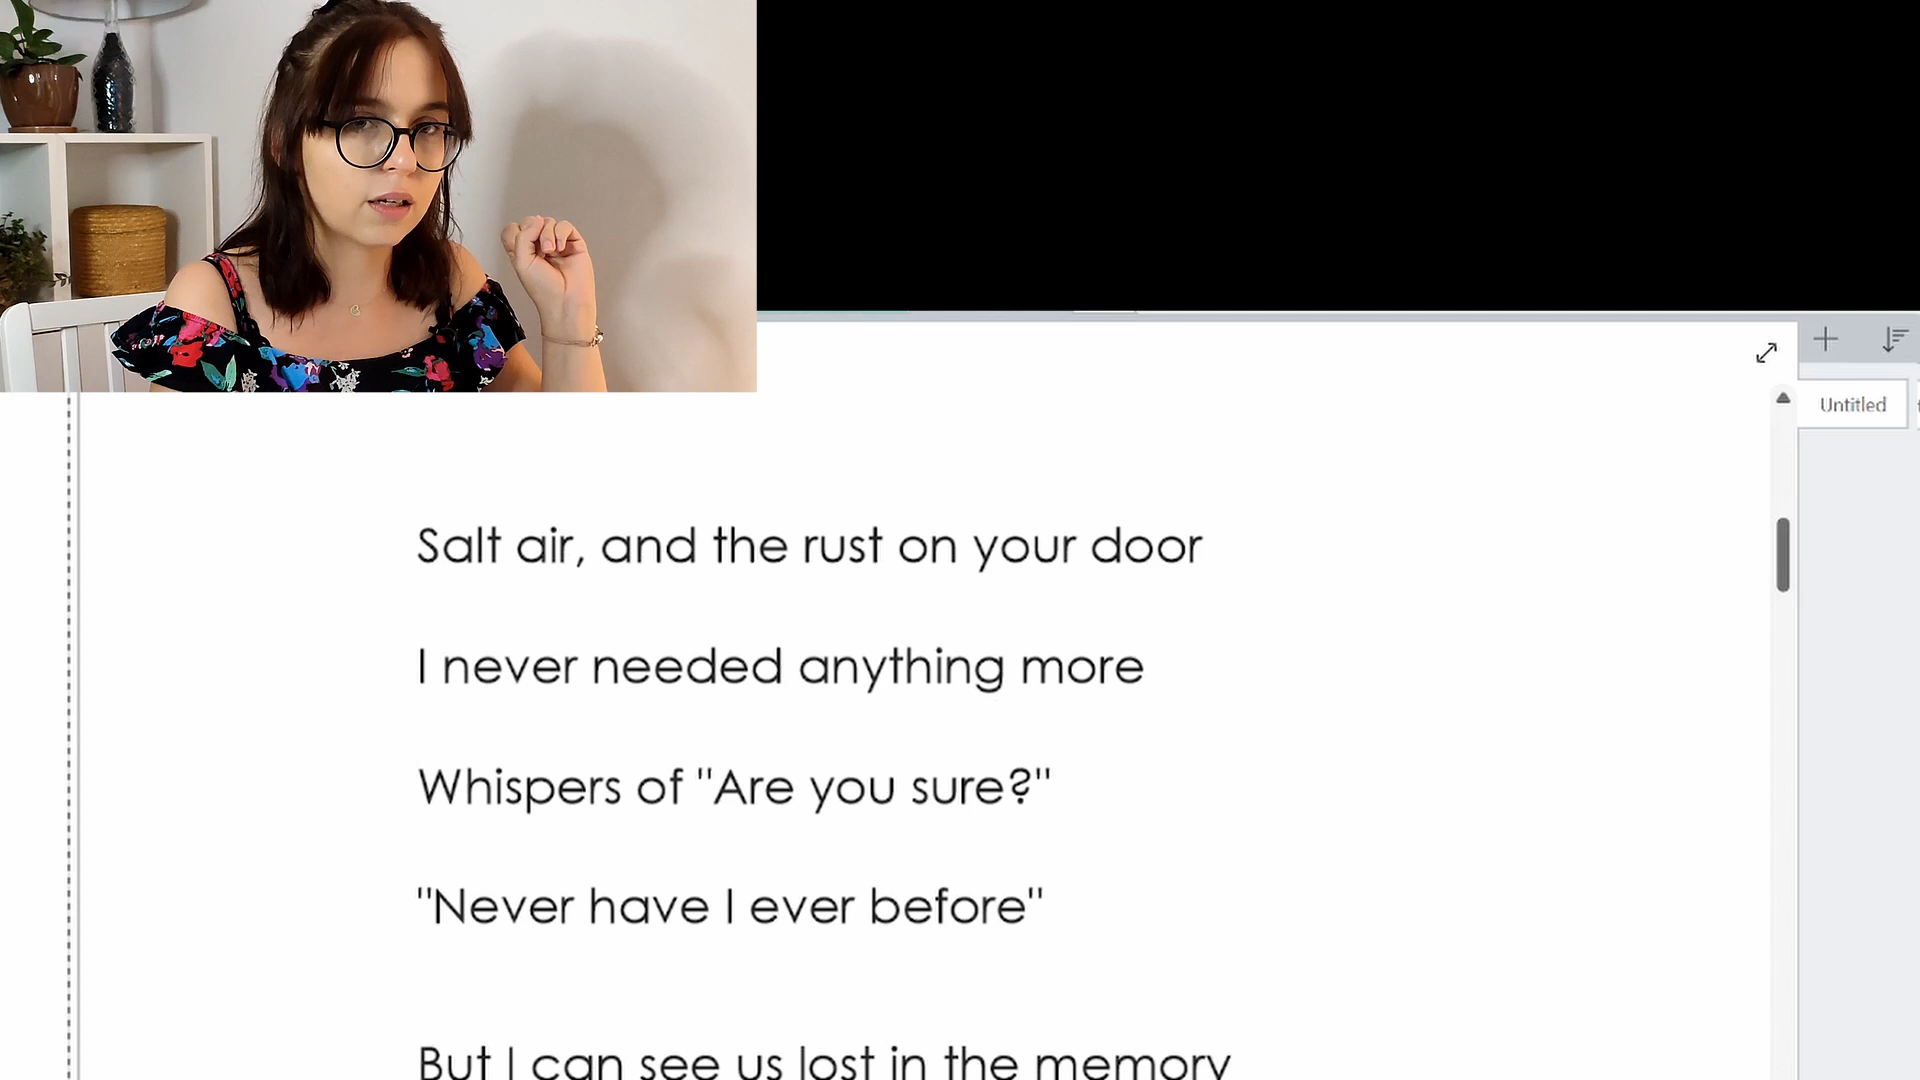 Untitled
Salt air, and the rust on your door
I never needed anything more
Whispers of "Are you sure?"
"Never have I ever before"
But I can see us lost in the memory